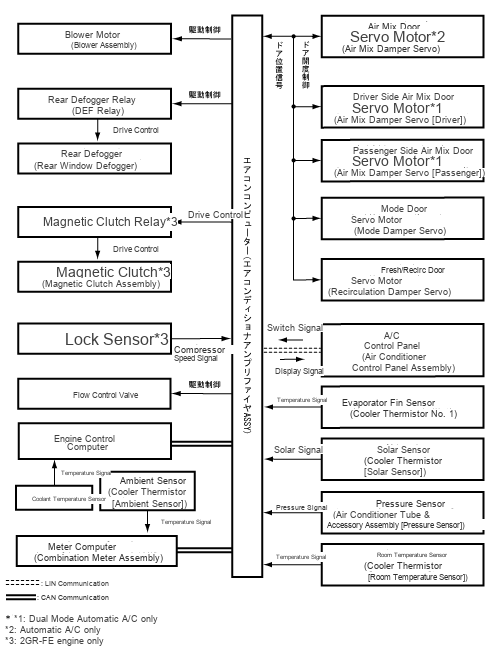 Blower Motor
(Blower Assembly)
駆動制御
Rear Defogger Relay
(DEF Relay)
駆動制御
Drive Control
Rear Defogger
(Rear Window Defogger)
Magnetic Clutch Relay*3
Drive Control
Drive Control
Magnetic Clutch*3
(Magnetic Clutch Assembly)
Lock Sensor*3
Comoressor
Speed Signal
Flow Control Valve
駆動制御
Engine Control
Computer
Temperature Signal
Coolant Temperature Sensor
Ambient Sensor
(Cooler Thermistor
[Ambient Sensor])
Temperature Signal
Meter Computer
(Combination Meter Assembly)
エアコンコンピューター(エアコンディショナアンプリファイヤASSY)
ドア位置信号
ドア開度制御
Air Mix Door
Servo Motor*2
(Air Mix Damper Servo)
Driver Side Air Mix Door
Servo Motor*1
(Air Mix Damper Servo [Driver])
Passenger Side Air Mix Door
Servo Motor*1
(Air Mix Damper Servo [Passenger])
Mode Door
Servo Motor
(Mode Damper Servo)
Fresh/Recirc Door
Servo Motor
(Recirculation Damper Servo)
Switch Signal
Display Signal
A/C
Control Panel
(Air Conditioner
Control Panel Assembly)
Temperature Signal
Evaporator Fin Sensor
(Cooler Thermistor No. 1)
Solar Signal
Solar Sensor
(Cooler Thermistor
[Solar Sensor])
Pressure Signal
Pressure Sensor
(Air Conditioner Tube &
Accessory Assembly [Pressure Sensor])
Temperature Signal
Room Temperature Sensor
(Cooler Thermistor
[Room Temperature Sensor])
: LIN Communication
: CAN Communication
* *1: Dual Mode Automatic A/C only
*2: Automatic A/C only
*3: 2GR-FE engine only